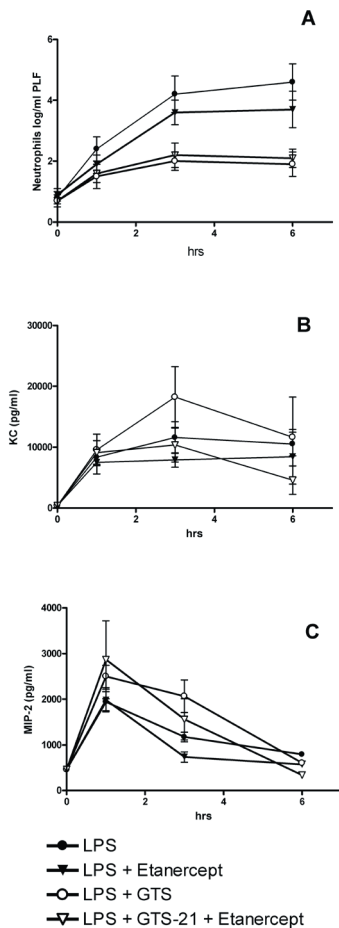 A
Neutrophils log/ml PLF
6
4
2
0
0 2 4 6
hrs
B
KC (pg/ml)
30000
20000
10000
0
0 2 4 6
hrs
C
MIP-2 (pg/ml)
4000
3000
2000
1000
0
0 2 4 6
hrs
LPS
LPS + Etanercept
LPS + GTS
LPS + GTS-21 + Etanercept